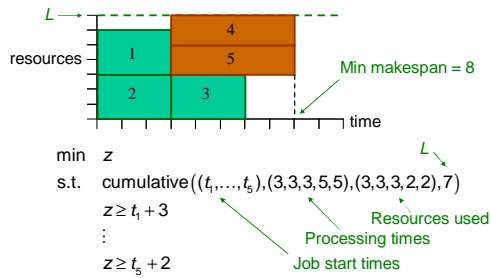 L
4
resources
1
5
Min makespan = 8
2
3
time
min z
L
s.t. cumulative((t₁,…,t₅),(3,3,3,5,5),(3,3,3,2,2),7)
z ≥ t₁ + 3
Resources used
⋮
Processing times
z ≥ t₅ + 2
Job start times